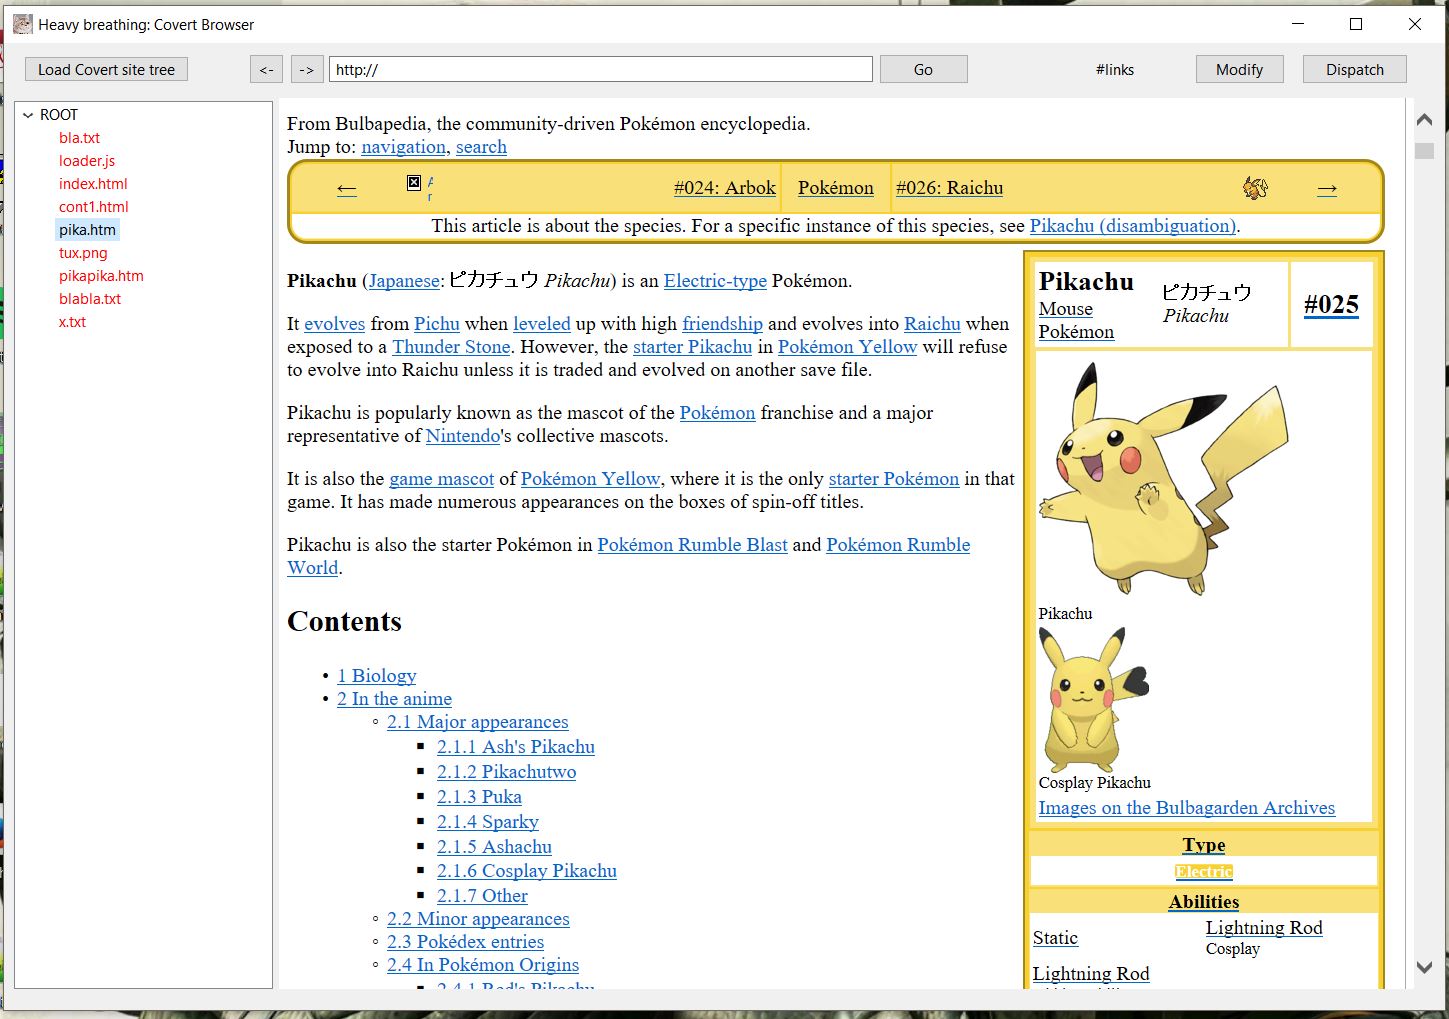 Heavy breathing: Covert Browser
Load Covert site tree
<-
->
http://
Go
#links
Modify
Dispatch
ROOT
bla.txt
loader.js
index.html
cont1.html
pika.htm
tux.png
pikapika.htm
blabla.txt
x.txt
From Bulbapedia, the community-driven Pokémon encyclopedia.
Jump to: navigation, search
← #024: Arbok Pokémon #026: Raichu →
This article is about the species. For a specific instance of this species, see Pikachu (disambiguation).
Pikachu (Japanese: ピカチュウ Pikachu) is an Electric-type Pokémon.
It evolves from Pichu when leveled up with high friendship and evolves into Raichu when
exposed to a Thunder Stone. However, the starter Pikachu in Pokémon Yellow will refuse
to evolve into Raichu unless it is traded and evolved on another save file.
Pikachu is popularly known as the mascot of the Pokémon franchise and a major
representative of Nintendo's collective mascots.
It is also the game mascot of Pokémon Yellow, where it is the only starter Pokémon in that
game. It has made numerous appearances on the boxes of spin-off titles.
Pikachu is also the starter Pokémon in Pokémon Rumble Blast and Pokémon Rumble
World.
Contents
• 1 Biology
• 2 In the anime
◦ 2.1 Major appearances
▪ 2.1.1 Ash's Pikachu
▪ 2.1.2 Pikachutwo
▪ 2.1.3 Puka
▪ 2.1.4 Sparky
▪ 2.1.5 Ashachu
▪ 2.1.6 Cosplay Pikachu
▪ 2.1.7 Other
◦ 2.2 Minor appearances
◦ 2.3 Pokédex entries
◦ 2.4 In Pokémon Origins
▪ 2.4.1 Red's Pikachu
Pikachu
Mouse
Pokémon
ピカチュウ
Pikachu
#025
Pikachu
Cosplay Pikachu
Images on the Bulbagarden Archives
Type
Electric
Abilities
Static
Lightning Rod
Cosplay
Lightning Rod